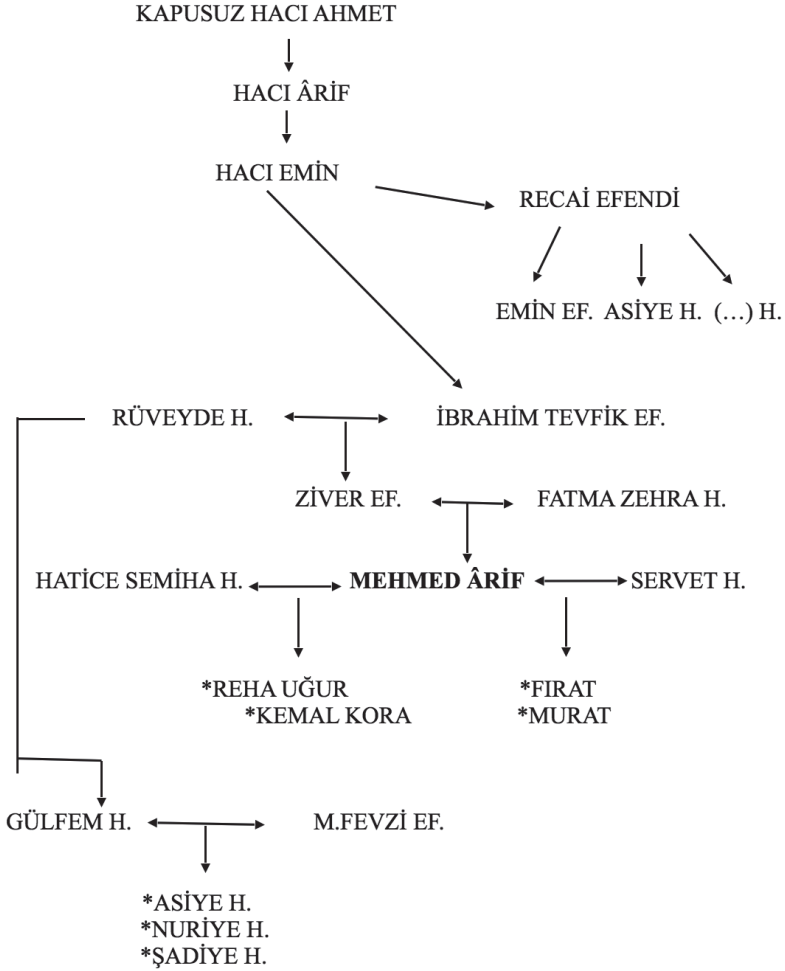 KAPUSUZ HACI AHMET
HACI ÂRİF
HACI EMİN
RECAİ EFENDİ
EMİN EF. ASİYE H. (…) H.
RÜVEYDE H. İBRAHİM TEVFİK EF.
ZİVER EF. FATMA ZEHRA H.
HATİCE SEMİHA H. MEHMED ÂRİF SERVET H.
*REHA UĞUR *FIRAT
*KEMAL KORA *MURAT
GÜLFEM H. M.FEVZİ EF.
*ASİYE H.
*NURİYE H.
*ŞADİYE H.